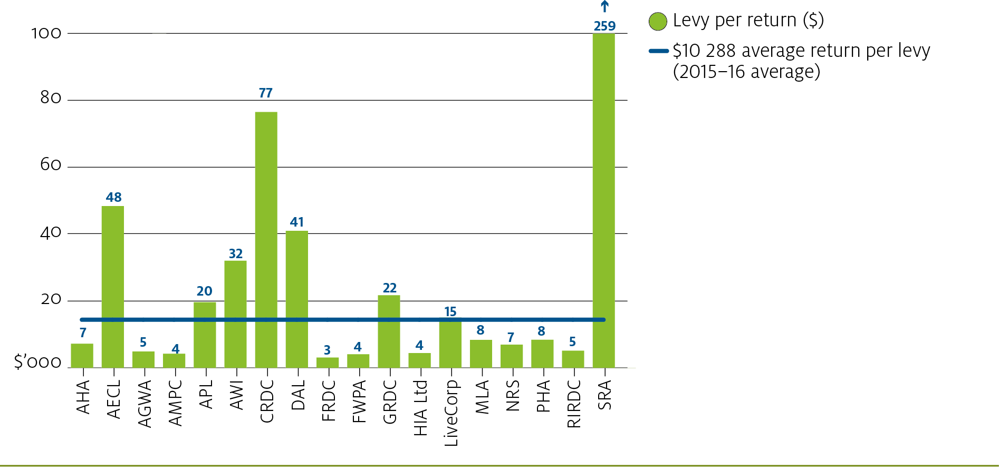 Levy per return ($)
$10 288 average return per levy
(2015–16 average)
100
80
60
40
20
$’000
7
48
5
4
20
32
77
41
3
4
22
4
15
8
7
8
5
259
AHA
AECL
AGWA
AMPC
APL
AWI
CRDC
DAL
FRDC
FWPA
GRDC
HIA Ltd
LiveCorp
MLA
NRS
PHA
RIRDC
SRA